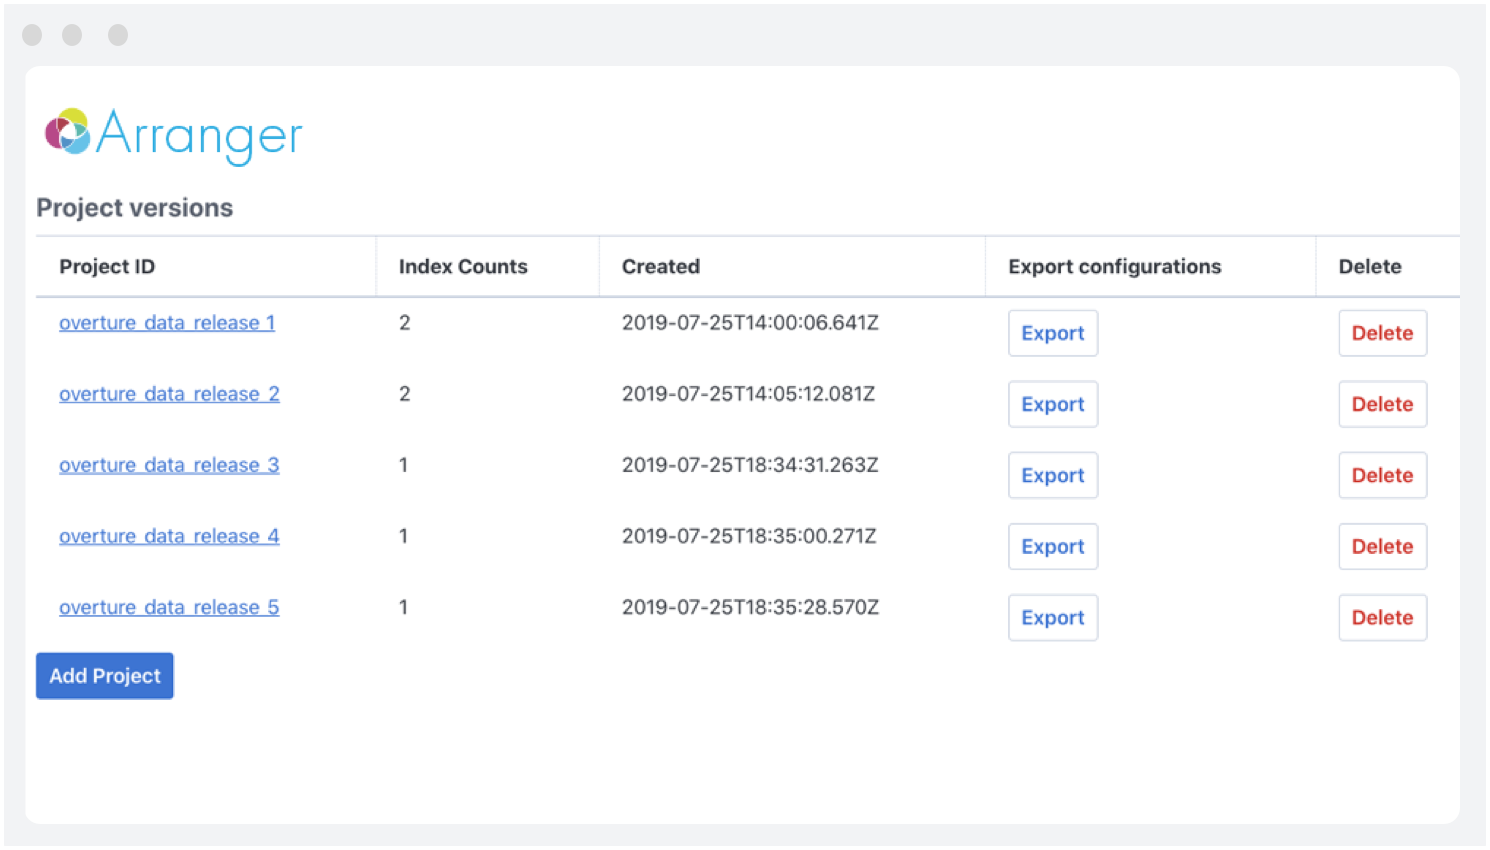 Arranger
Project versions
Project ID Index Counts Created Export configurations Delete
overture_data_release_1 2 2019-07-25T14:00:06.641Z Export Delete
overture_data_release_2 2 2019-07-25T14:05:12.081Z Export Delete
overture_data_release_3 1 2019-07-25T18:34:31.263Z Export Delete
overture_data_release_4 1 2019-07-25T18:35:00.271Z Export Delete
overture_data_release_5 1 2019-07-25T18:35:28.570Z Export Delete
Add Project